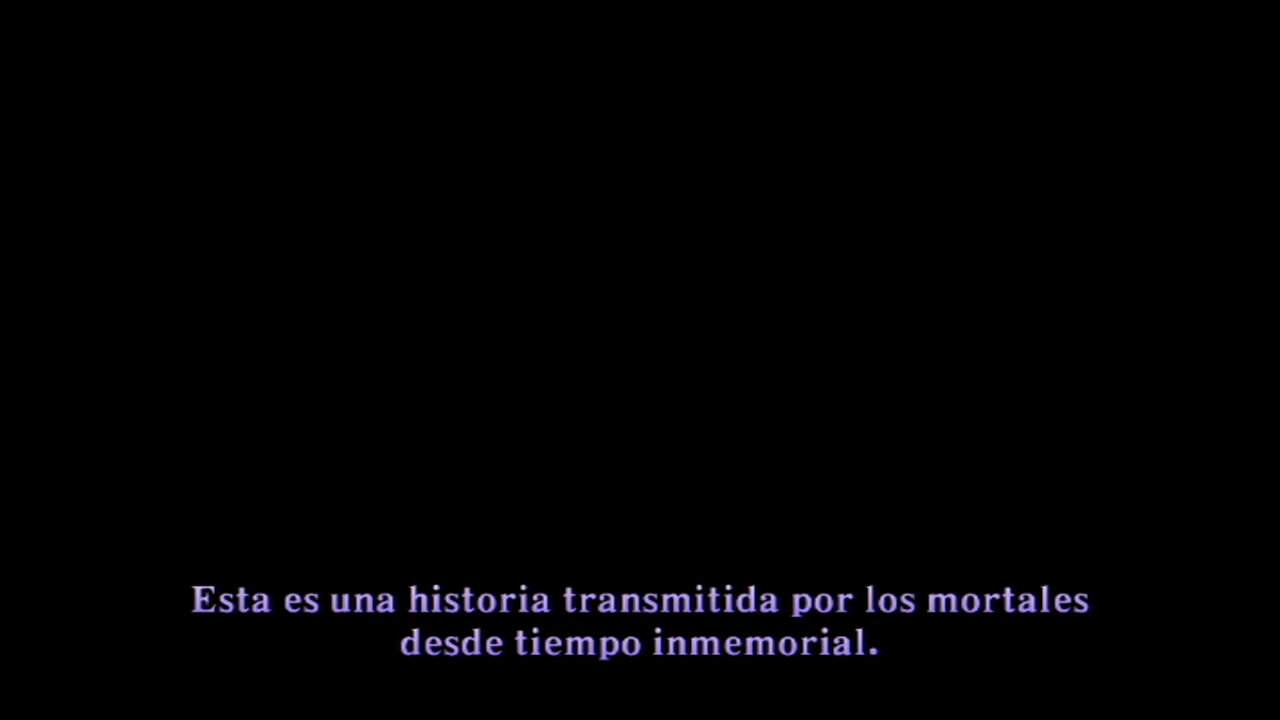 Esta es una historia transmitida por los mortales
desde tiempo inmemorial.